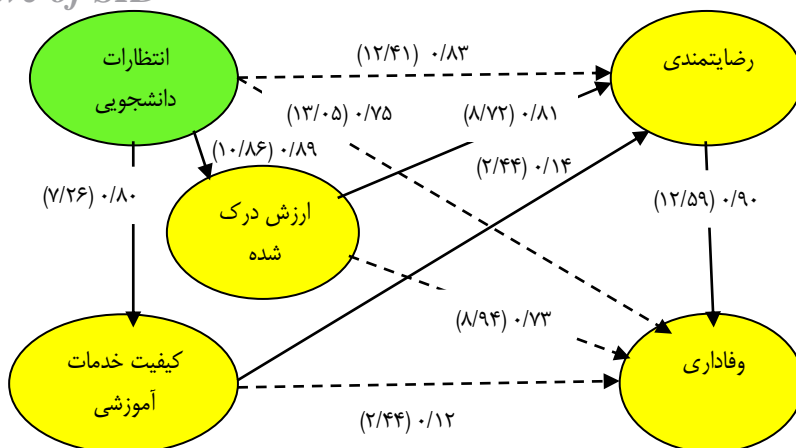 انتظارات
دانشجویی
(۱۲/۴۱) ۰/۸۳
رضایتمندی
(۱۳/۰۵) ۰/۷۵
(۸/۷۲) ۰/۸۱
(۱۰/۸۶) ۰/۸۹
(۲/۴۴) ۰/۱۴
(۷/۲۶) ۰/۸۰
ارزش درک
شده
(۱۲/۵۹) ۰/۹۰
(۸/۹۴) ۰/۷۳
کیفیت خدمات
آموزشی
وفاداری
(۲/۴۴) ۰/۱۲